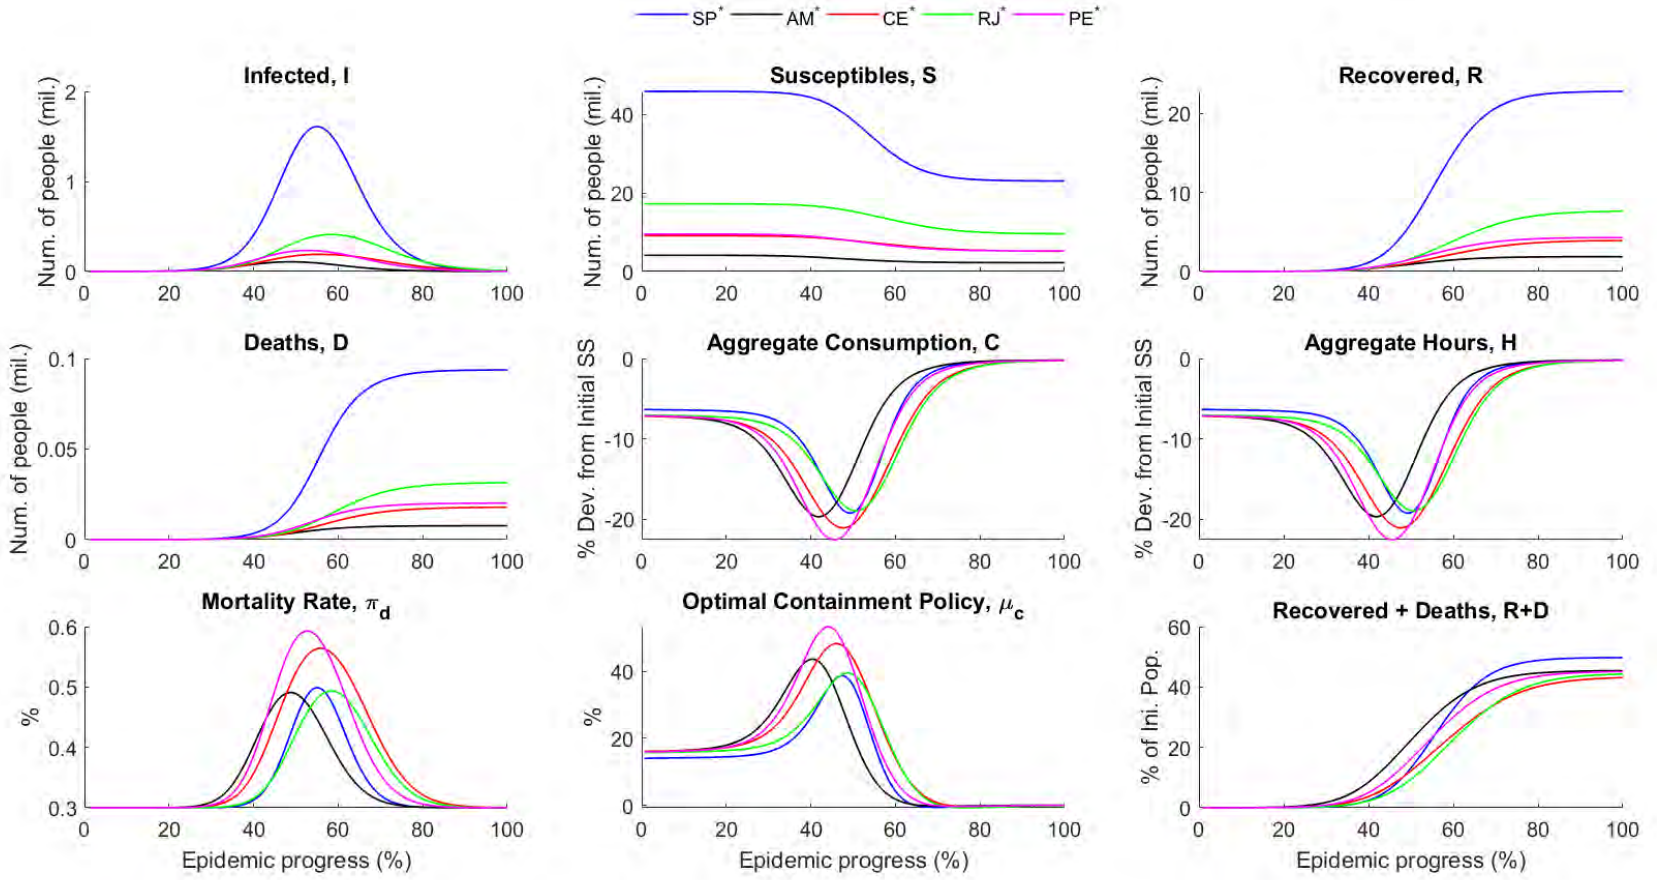 SP* AM* CE* RJ* PE*
Infected, I
Num. of people (mil.)
2
1
0
0 20 40 60 80 100
Susceptibles, S
Num. of people (mil.)
40
20
0
0 20 40 60 80 100
Recovered, R
Num. of people (mil.)
20
10
0
0 20 40 60 80 100
Deaths, D
Num. of people (mil.)
0.1
0.05
0
0 20 40 60 80 100
Aggregate Consumption, C
% Dev. from Initial SS
0
-10
-20
0 20 40 60 80 100
Aggregate Hours, H
% Dev. from Initial SS
0
-10
-20
0 20 40 60 80 100
Mortality Rate, π_d
%
0.6
0.5
0.4
0.3
0 20 40 60 80 100
Epidemic progress (%)
Optimal Containment Policy, μ_c
%
40
20
0
0 20 40 60 80 100
Epidemic progress (%)
Recovered + Deaths, R+D
% of Ini. Pop.
60
40
20
0
0 20 40 60 80 100
Epidemic progress (%)